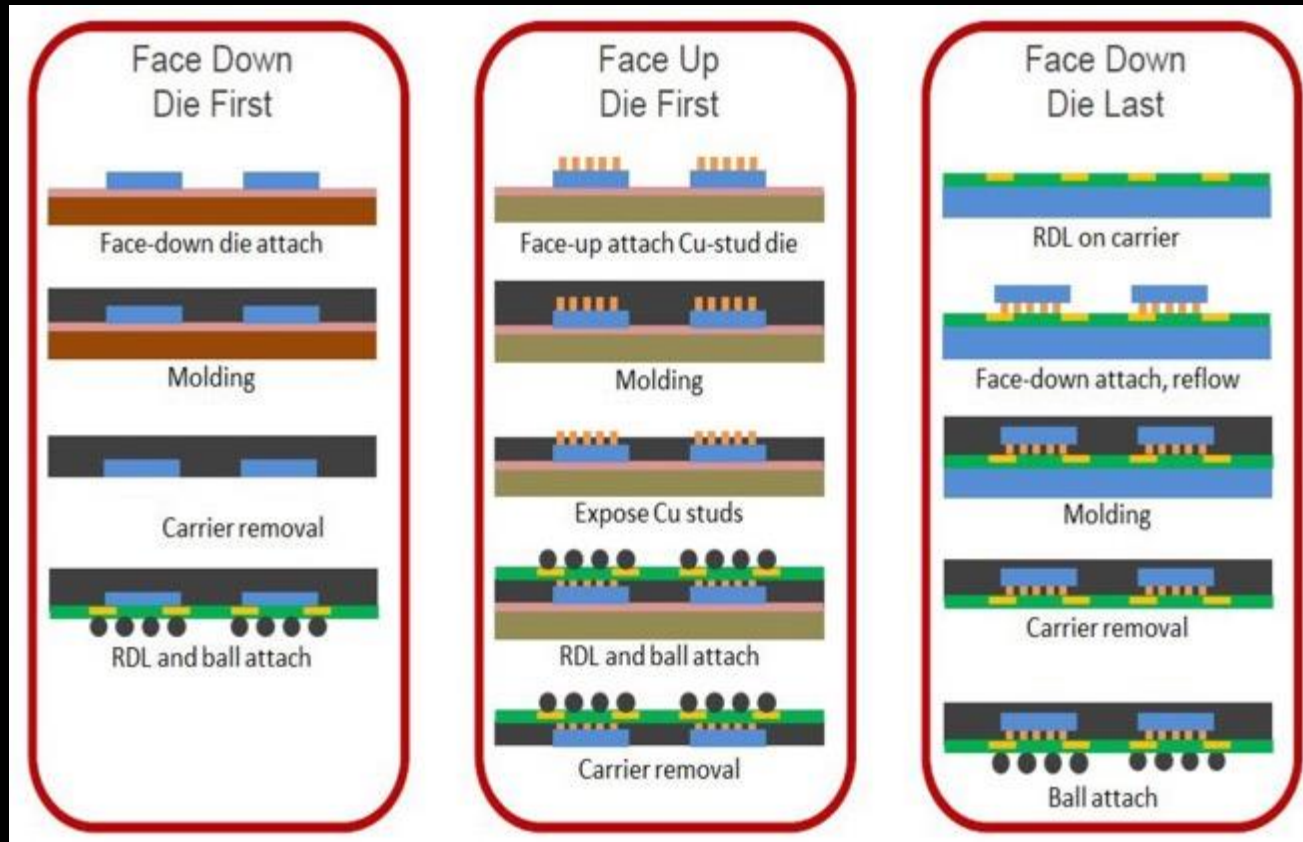 Face Down
Die First
Face-down die attach
Molding
Carrier removal
RDL and ball attach
Face Up
Die First
Face-up attach Cu-stud die
Molding
Expose Cu studs
RDL and ball attach
Carrier removal
Face Down
Die Last
RDL on carrier
Face-down attach, reflow
Molding
Carrier removal
Ball attach